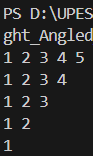 PS D:\UPES
ght_Angled
1 2 3 4 5
1 2 3 4
1 2 3
1 2
1